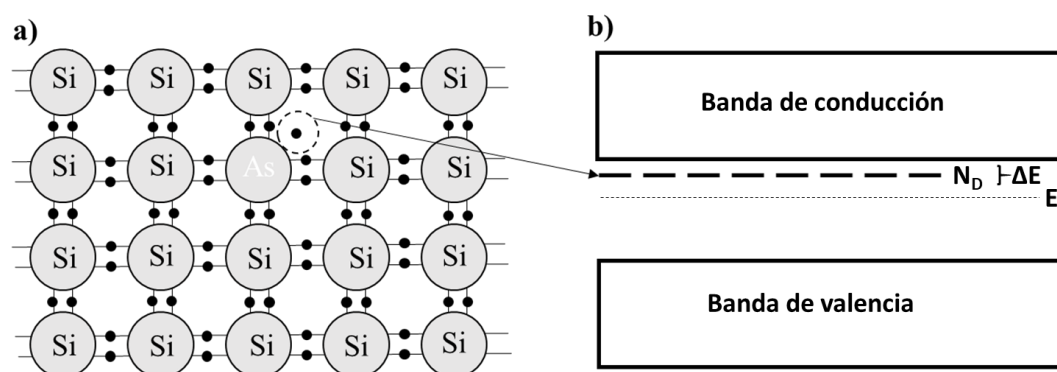 a)
Si Si Si Si Si
Si Si As Si Si
Si Si Si Si Si
Si Si Si Si Si
b)
Banda de conducción
N_D ΔE
E
Banda de valencia